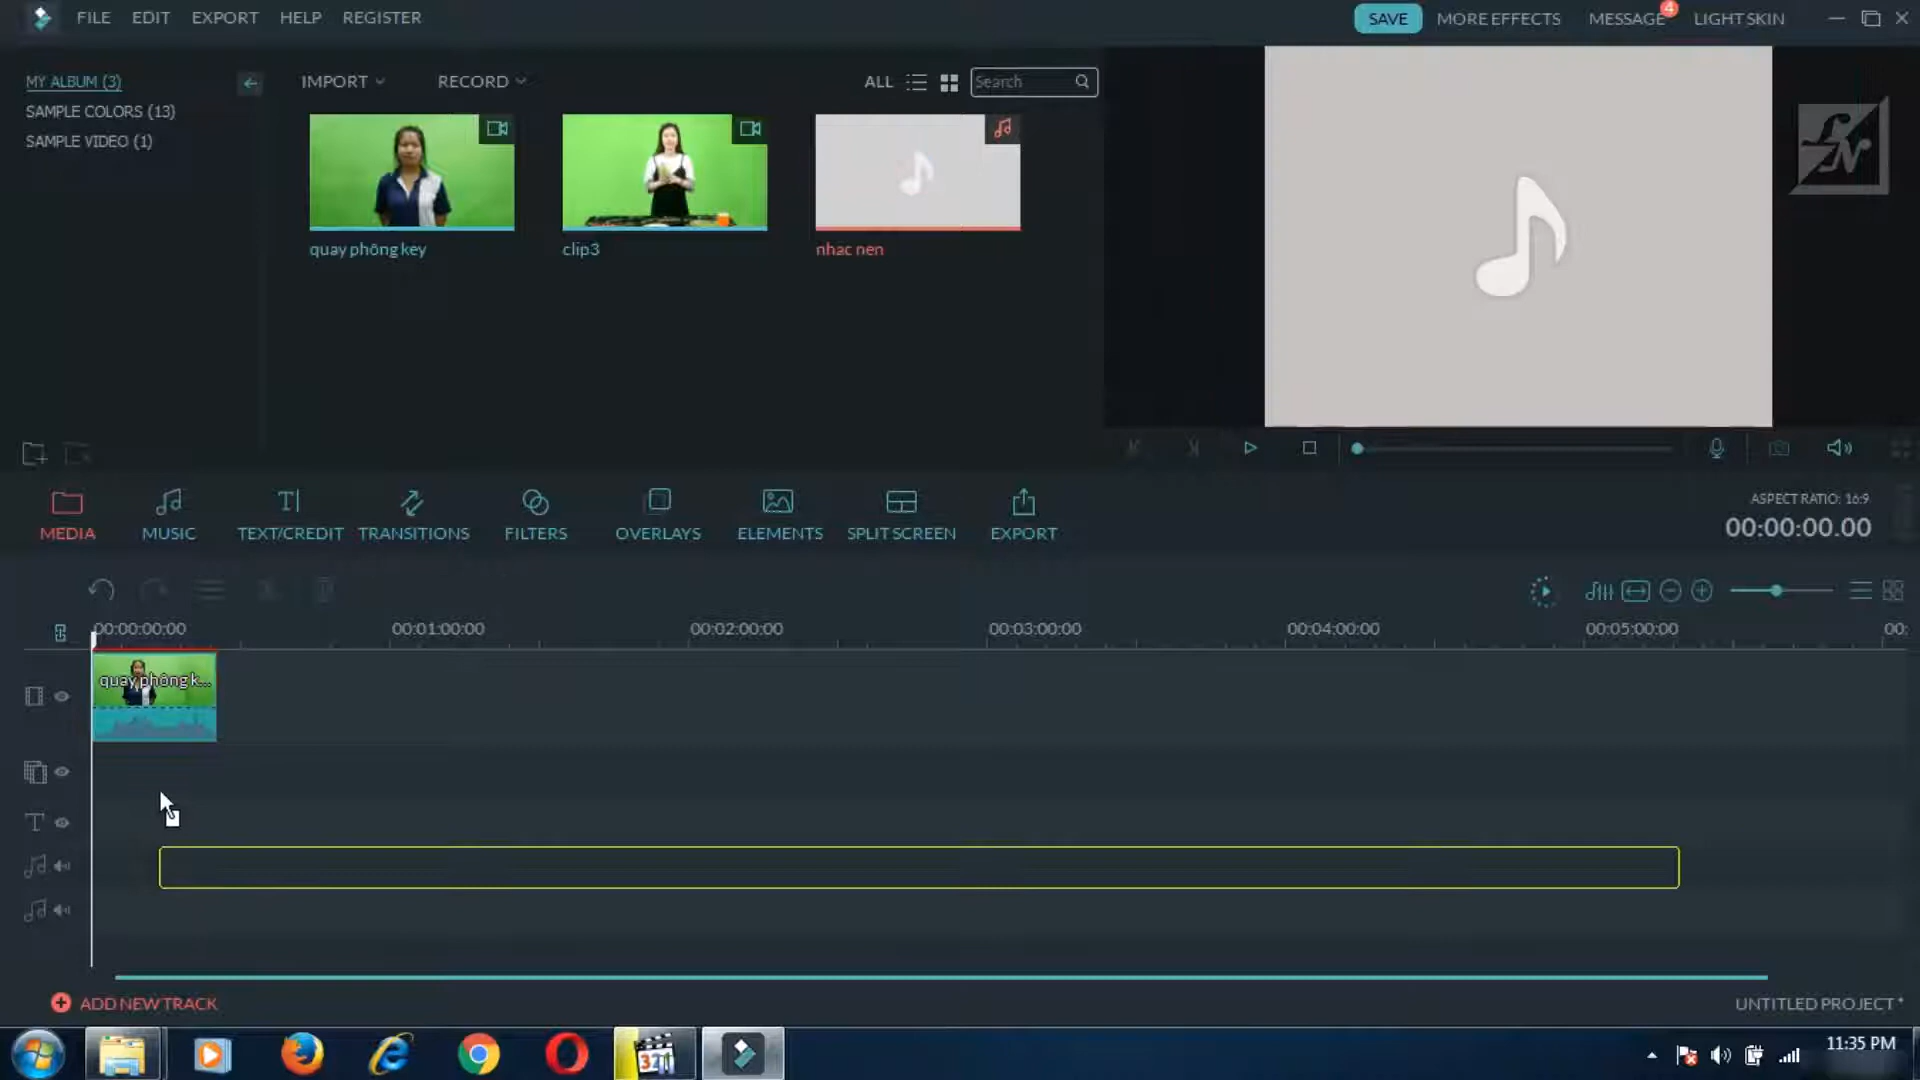 FILE EDIT EXPORT HELP REGISTER SAVE MORE EFFECTS MESSAGE 4 LIGHT SKIN
MY ALBUM (3) IMPORT RECORD ALL Search
SAMPLE COLORS (13)
SAMPLE VIDEO (1)
quay phông key clip3 nhac nen
MEDIA MUSIC TEXT/CREDIT TRANSITIONS FILTERS OVERLAYS ELEMENTS SPLIT SCREEN EXPORT
ASPECT RATIO: 16:9
00:00:00.00
00:00:00:00 00:01:00:00 00:02:00:00 00:03:00:00 00:04:00:00 00:05:00:00 00:
quay phông k...
ADD NEW TRACK UNTITLED PROJECT *
321
11:35 PM